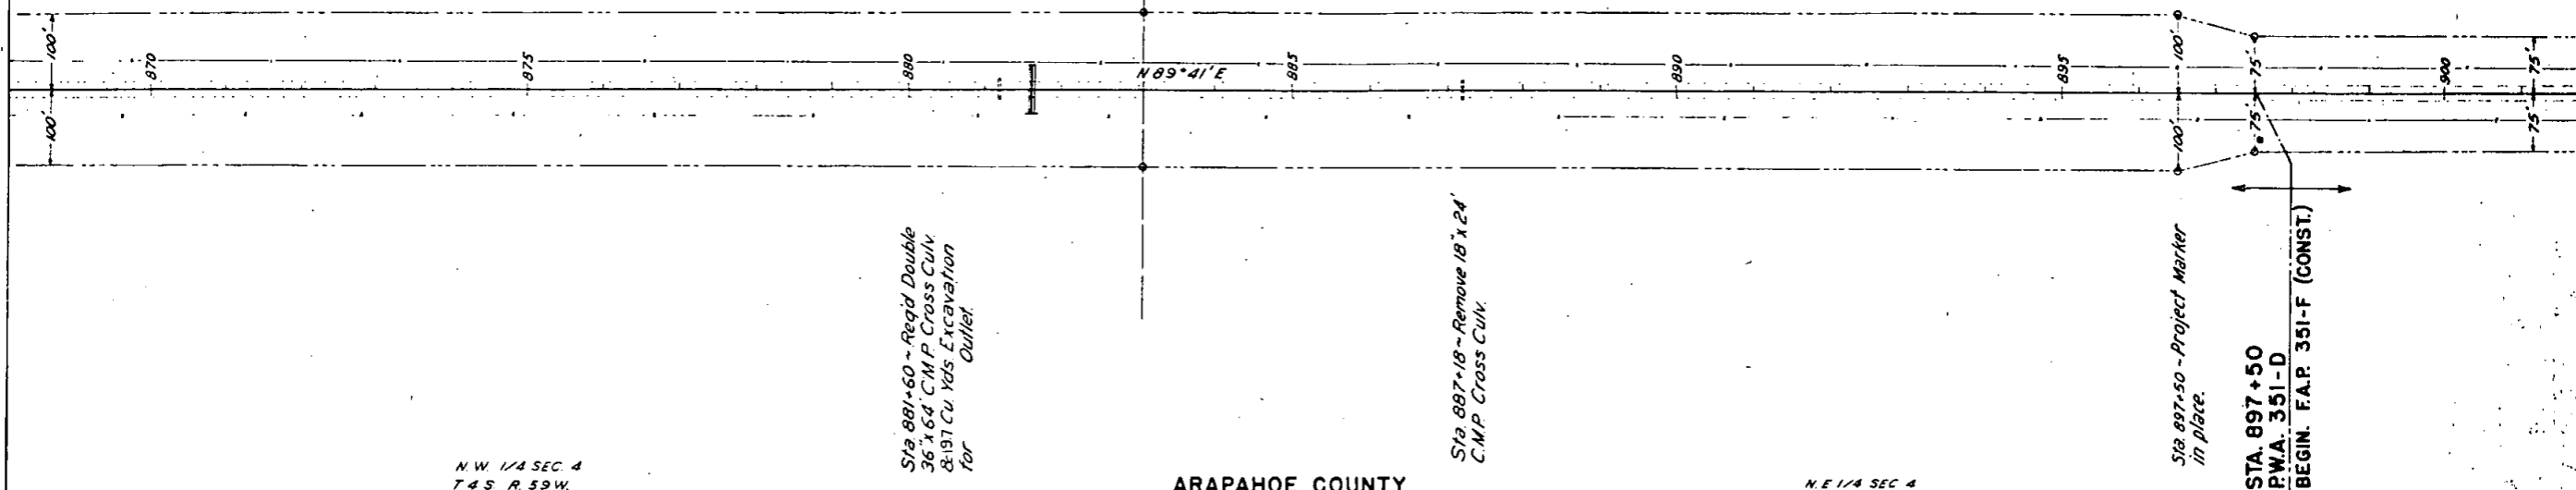 100'
100'
870
875
880
N 89°41' E
885
890
895
100'
100'
75'
75'
900
75'
75'
Sta. 881+60 ~ Req'd Double
36" x 64' C.M.P. Cross Culv.
Cu. Yds. Excavation
for Outlet.
Sta. 887+18 ~ Remove 18" x 24'
C.M.P. Cross Culv.
Sta. 897+50 - Project Marker
in place.
STA. 897+50
P.W.A. 351-D
BEGIN. F.A.P. 351-F (CONST.)
N.W. 1/4 SEC. 4
T 4 S R. 59 W.
ARAPAHOE COUNTY
N.E 1/4 SEC 4